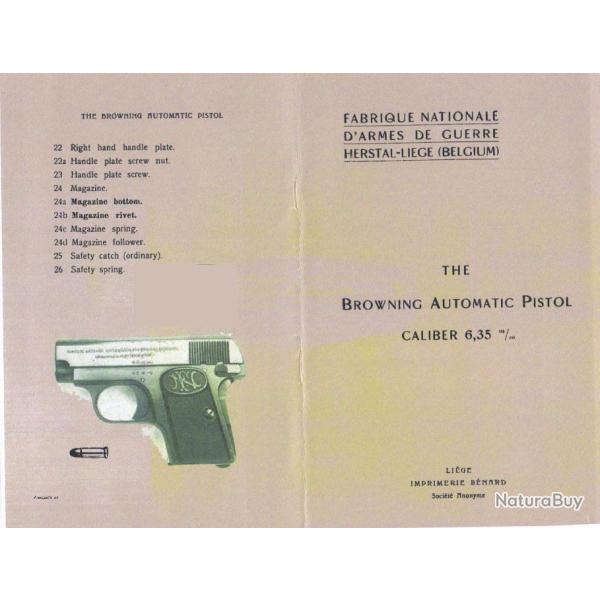 THE BROWNING AUTOMATIC PISTOL
22 Right hand handle plate.
22a Handle plate screw nut.
23 Handle plate screw.
24 Magazine.
24a Magazine bottom.
24b Magazine rivet.
24c Magazine spring.
24d Magazine follower.
25 Safety catch (ordinary).
26 Safety spring.
FN
FABRIQUE NATIONALE
D'ARMES DE GUERRE
HERSTAL-LIEGE (BELGIUM)
THE
BROWNING AUTOMATIC PISTOL
CALIBER 6,35 m/m
LIÉGE
IMPRIMERIE BÉNARD
Société Anonyme
NaturaBuy